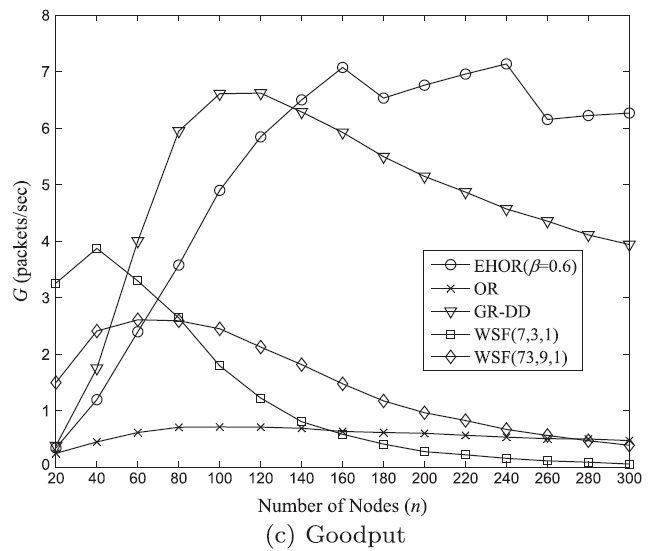 8
7
6
5
4
3
2
1
0
G (packets/sec)
EHOR(β=0.6)
OR
GR-DD
WSF(7,3,1)
WSF(73,9,1)
20 40 60 80 100 120 140 160 180 200 220 240 260 280 300
Number of Nodes (n)
(c) Goodput